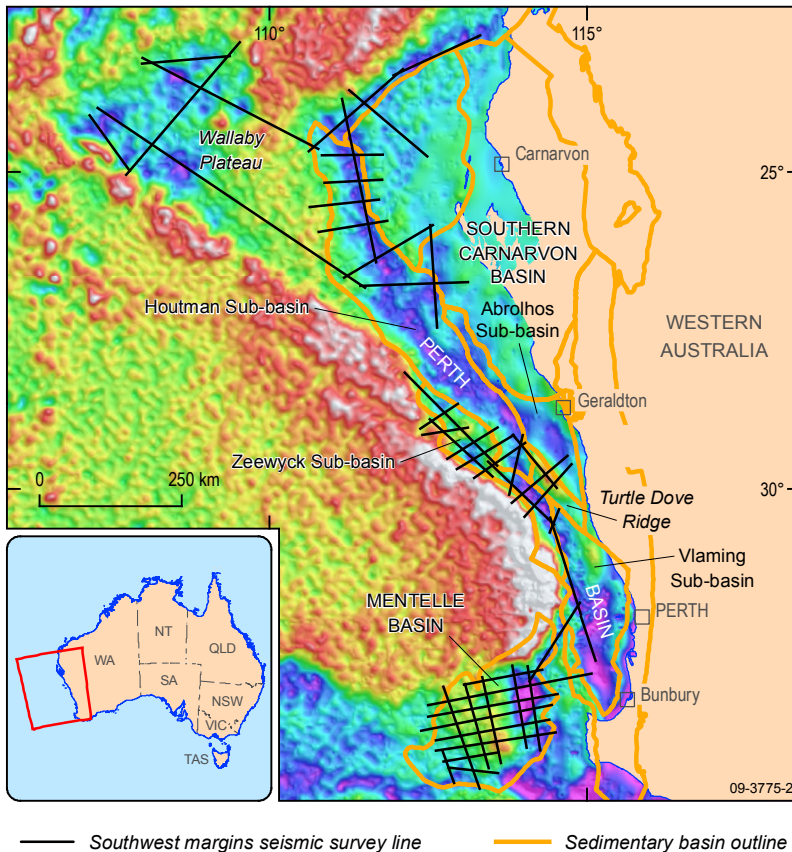 110°
115°
Wallaby
Plateau
Carnarvon
25°
SOUTHERN
CARNARVON
BASIN
Houtman Sub-basin
Abrolhos
Sub-basin
WESTERN
AUSTRALIA
PERTH
Geraldton
Zeewyck Sub-basin
0
250 km
30°
Turtle Dove
Ridge
Vlaming
Sub-basin
MENTELLE
BASIN
BASIN
PERTH
Bunbury
NT
WA
QLD
SA
NSW
VIC
TAS
09-3775-2
Southwest margins seismic survey line
Sedimentary basin outline